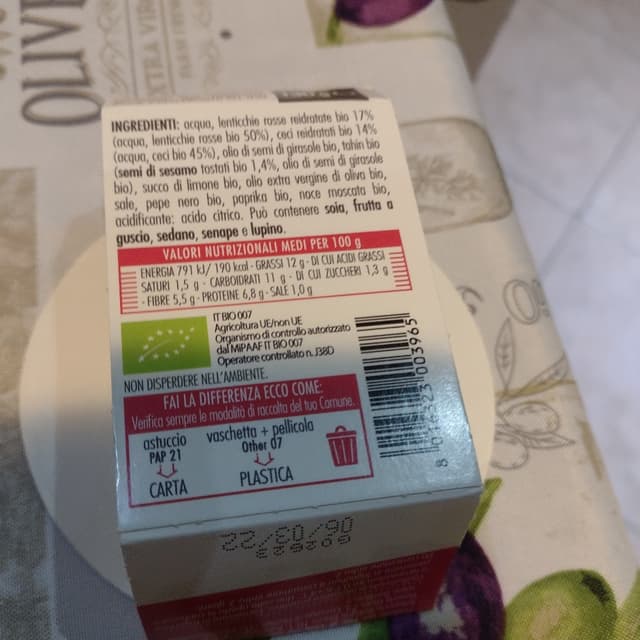 OLIVE
INGREDIENTI: acqua, lenticchie rosse reidratate bio 17%
(acqua, lenticchie rosse bio 50%), ceci reidratati bio 14%
(acqua, ceci bio 45%), olio di semi di girasole bio, tahin bio
(semi di sesamo tostati bio 1,4%, olio di semi di girasole
bio), succo di limone bio, olio extra vergine di oliva bio,
sale, pepe nero bio, paprika bio, noce moscata bio,
acidificante: acido citrico. Può contenere soia, frutta a
guscio, sedano, senape e lupino.
VALORI NUTRIZIONALI MEDI PER 100 g
ENERGIA 791 kJ/ 190 kcal - GRASSI 12 g - DI CUI ACIDI GRASSI
SATURI 1,5 g - CARBOIDRATI 11 g - DI CUI ZUCCHERI 1,3 g
- FIBRE 5,5 g - PROTEINE 6,8 g - SALE 1,0 g
IT BIO 007
Agricoltura UE/non UE
Organismo di controllo autorizzato
dal MIPAAF IT BIO 007
Operatore controllato n. J38D
NON DISPERDERE NELL'AMBIENTE.
FAI LA DIFFERENZA ECCO COME:
Verifica sempre le modalità di raccolta del tuo Comune.
astuccio vaschetta + pellicola
PAP 21 Other 07
CARTA PLASTICA